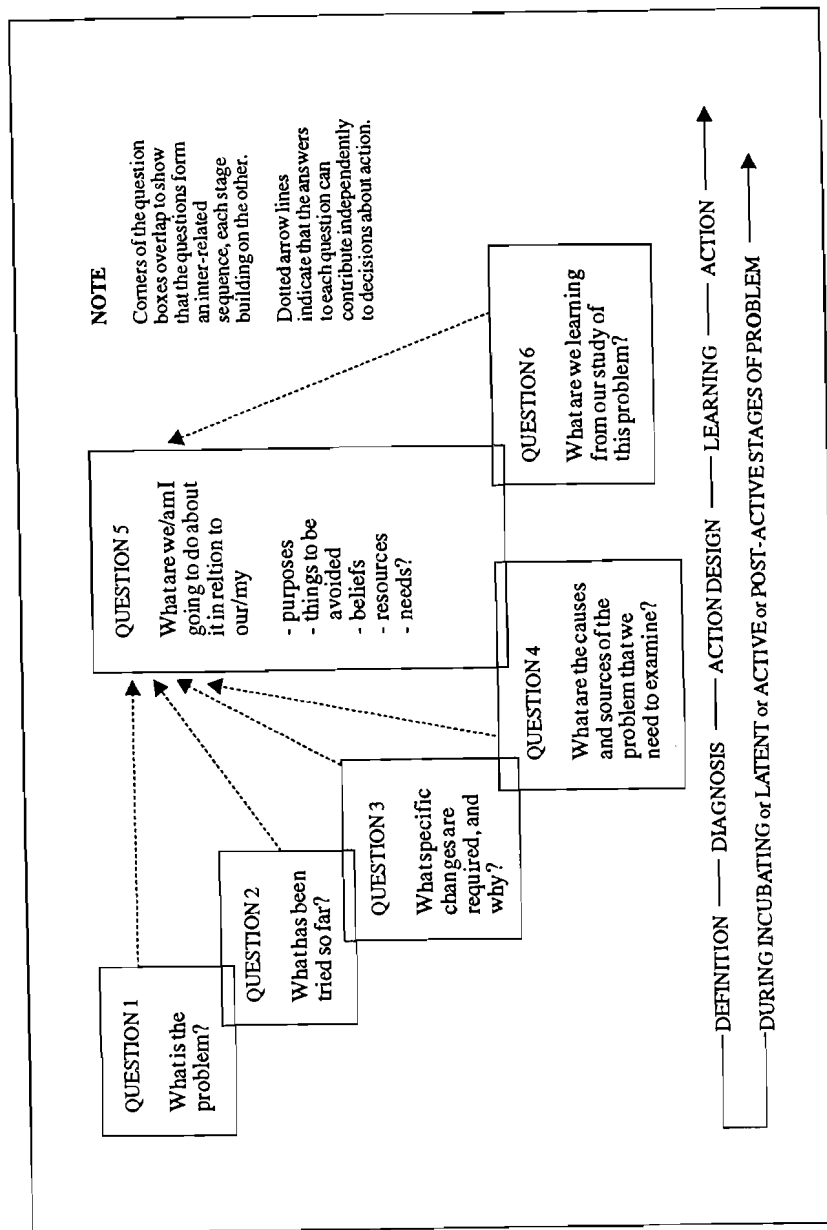 QUESTION 1
What is the
problem?
QUESTION 2
What has been
tried so far?
QUESTION 3
What specific
changes are
required, and
why?
QUESTION 4
What are the causes
and sources of the
problem that we
need to examine?
QUESTION 5
What are we/am I
going to do about
it in reltion to
our/my
- purposes
- things to be
avoided
- beliefs
- resources
- needs?
QUESTION 6
What are we learning
from our study of
this problem?
NOTE
Corners of the question
boxes overlap to show
that the questions form
an inter-related
sequence, each stage
building on the other.
Dotted arrow lines
indicate that the answers
to each question can
contribute independently
to decisions about action.
DEFINITION — DIAGNOSIS — ACTION DESIGN — LEARNING — ACTION
DURING INCUBATING or LATENT or ACTIVE or POST-ACTIVE STAGES OF PROBLEM